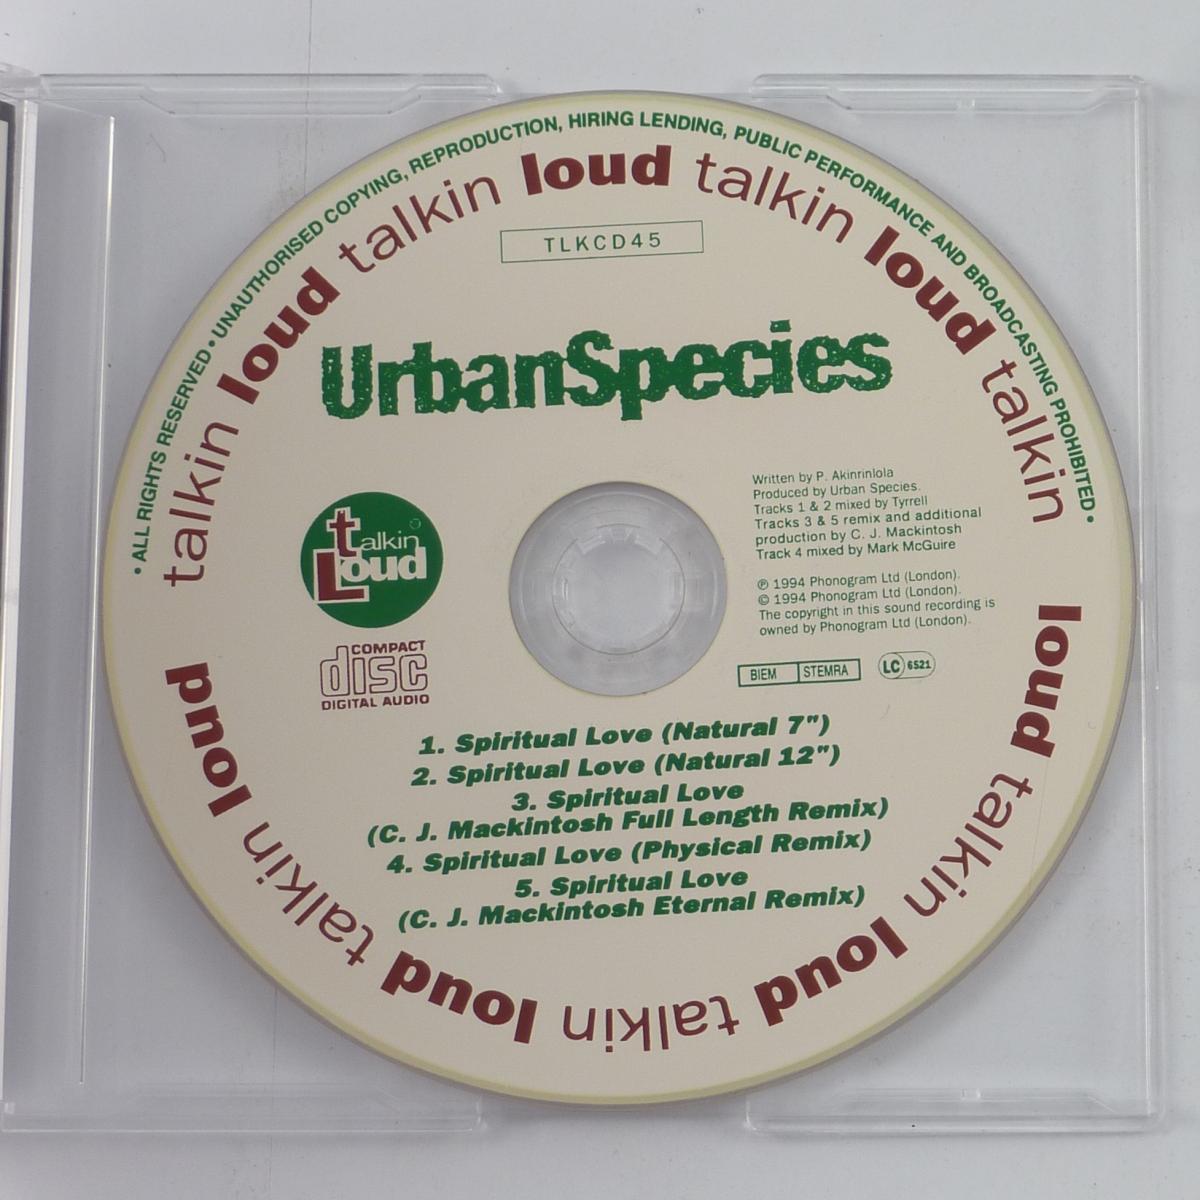 • ALL RIGHTS RESERVED • UNAUTHORISED COPYING, REPRODUCTION, HIRING LENDING, PUBLIC PERFORMANCE AND BROADCASTING PROHIBITED •
talkin loud talkin loud talkin loud talkin loud talkin loud talkin loud talkin loud
TLKCD45
UrbanSpecies
talkin
Loud
COMPACT
disc
DIGITAL AUDIO
Written by P. Akinrinlola
Produced by Urban Species.
Tracks 1 & 2 mixed by Tyrrell
Tracks 3 & 5 remix and additional
production by C. J. Mackintosh
Track 4 mixed by Mark McGuire
℗ 1994 Phonogram Ltd (London).
© 1994 Phonogram Ltd (London).
The copyright in this sound recording is
owned by Phonogram Ltd (London).
BIEM STEMRA LC 6521
1. Spiritual Love (Natural 7")
2. Spiritual Love (Natural 12")
3. Spiritual Love
(C. J. Mackintosh Full Length Remix)
4. Spiritual Love (Physical Remix)
5. Spiritual Love
(C. J. Mackintosh Eternal Remix)